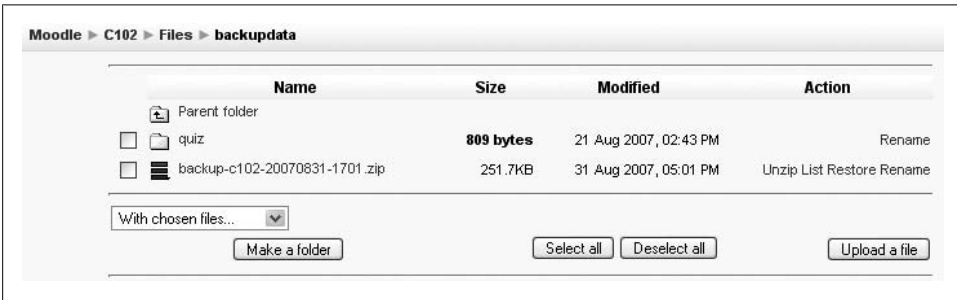 Moodle ► C102 ► Files ► backupdata
Name Size Modified Action
Parent folder
quiz 809 bytes 21 Aug 2007, 02:43 PM Rename
backup-c102-20070831-1701.zip 251.7KB 31 Aug 2007, 05:01 PM Unzip List Restore Rename
With chosen files...
Make a folder Select all Deselect all Upload a file